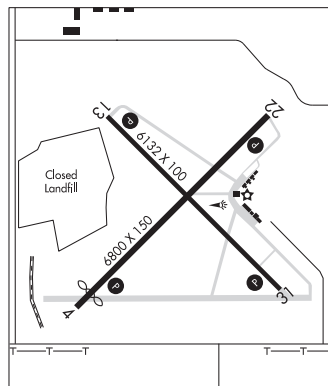 13
22
P
P
6132 X 100
Closed
Landfill
6800 X 150
P
P
31
4
T T T
T T